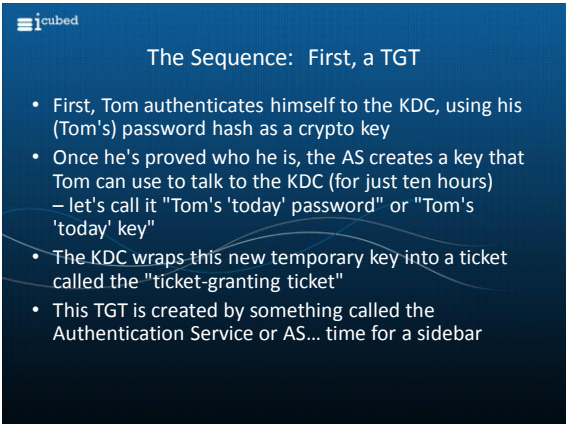 jcubed
The Sequence: First, a TGT
• First, Tom authenticates himself to the KDC, using his
(Tom's) password hash as a crypto key
• Once he's proved who he is, the AS creates a key that
Tom can use to talk to the KDC (for just ten hours)
– let's call it "Tom's 'today' password" or "Tom's
'today' key"
• The KDC wraps this new temporary key into a ticket
called the "ticket-granting ticket"
• This TGT is created by something called the
Authentication Service or AS… time for a sidebar